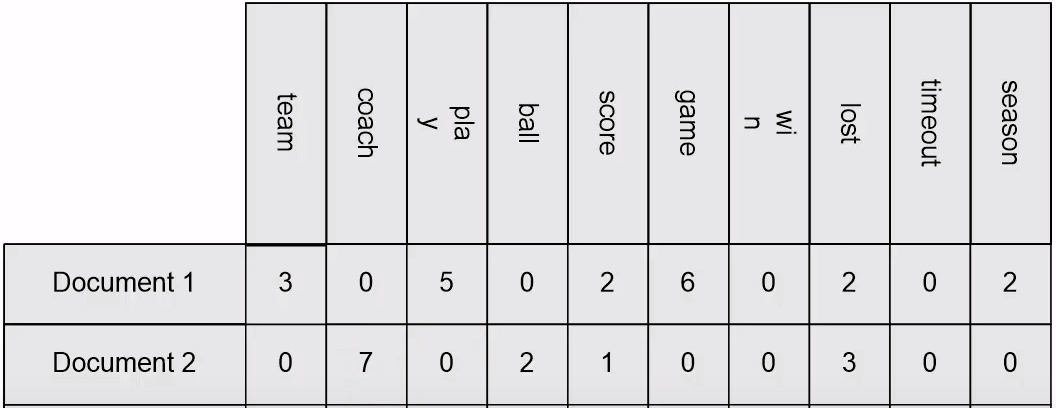 team coach pla y ball score game wi n lost timeout season
Document 1 3 0 5 0 2 6 0 2 0 2
Document 2 0 7 0 2 1 0 0 3 0 0